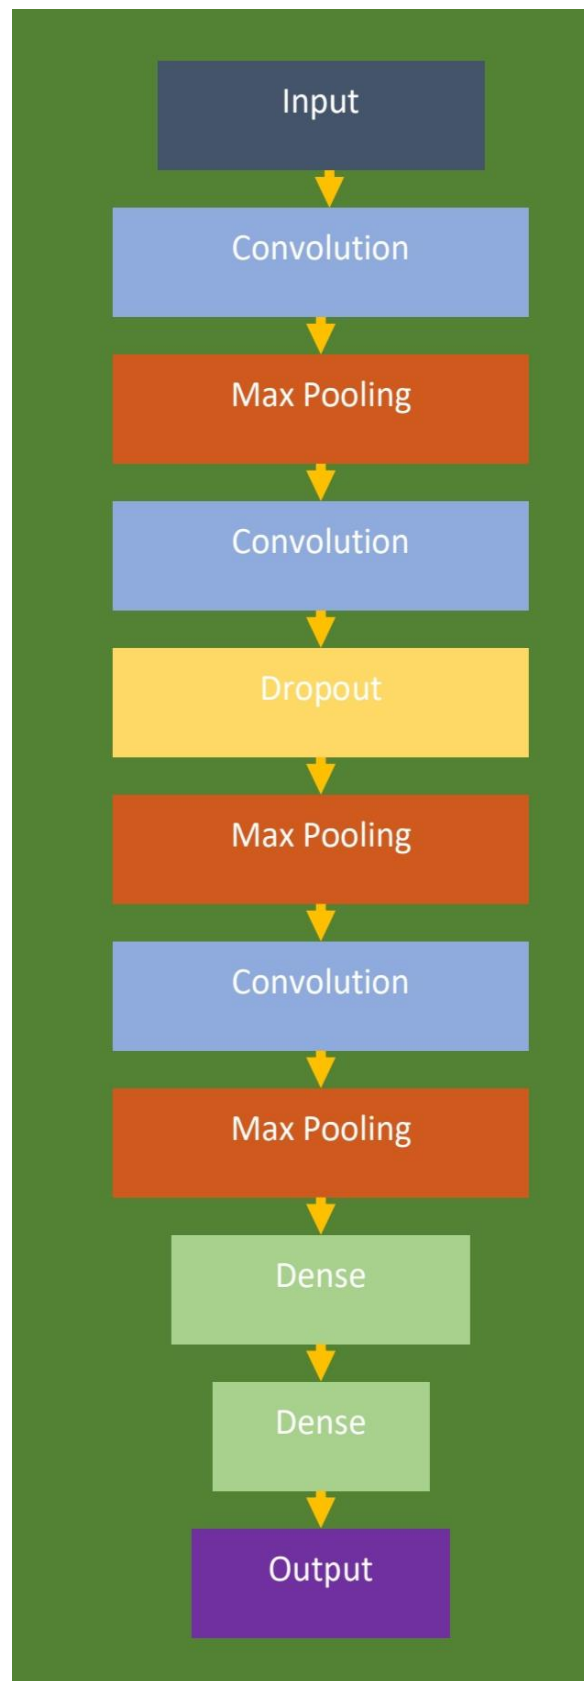 Input
Convolution
Max Pooling
Convolution
Dropout
Max Pooling
Convolution
Max Pooling
Dense
Dense
Output